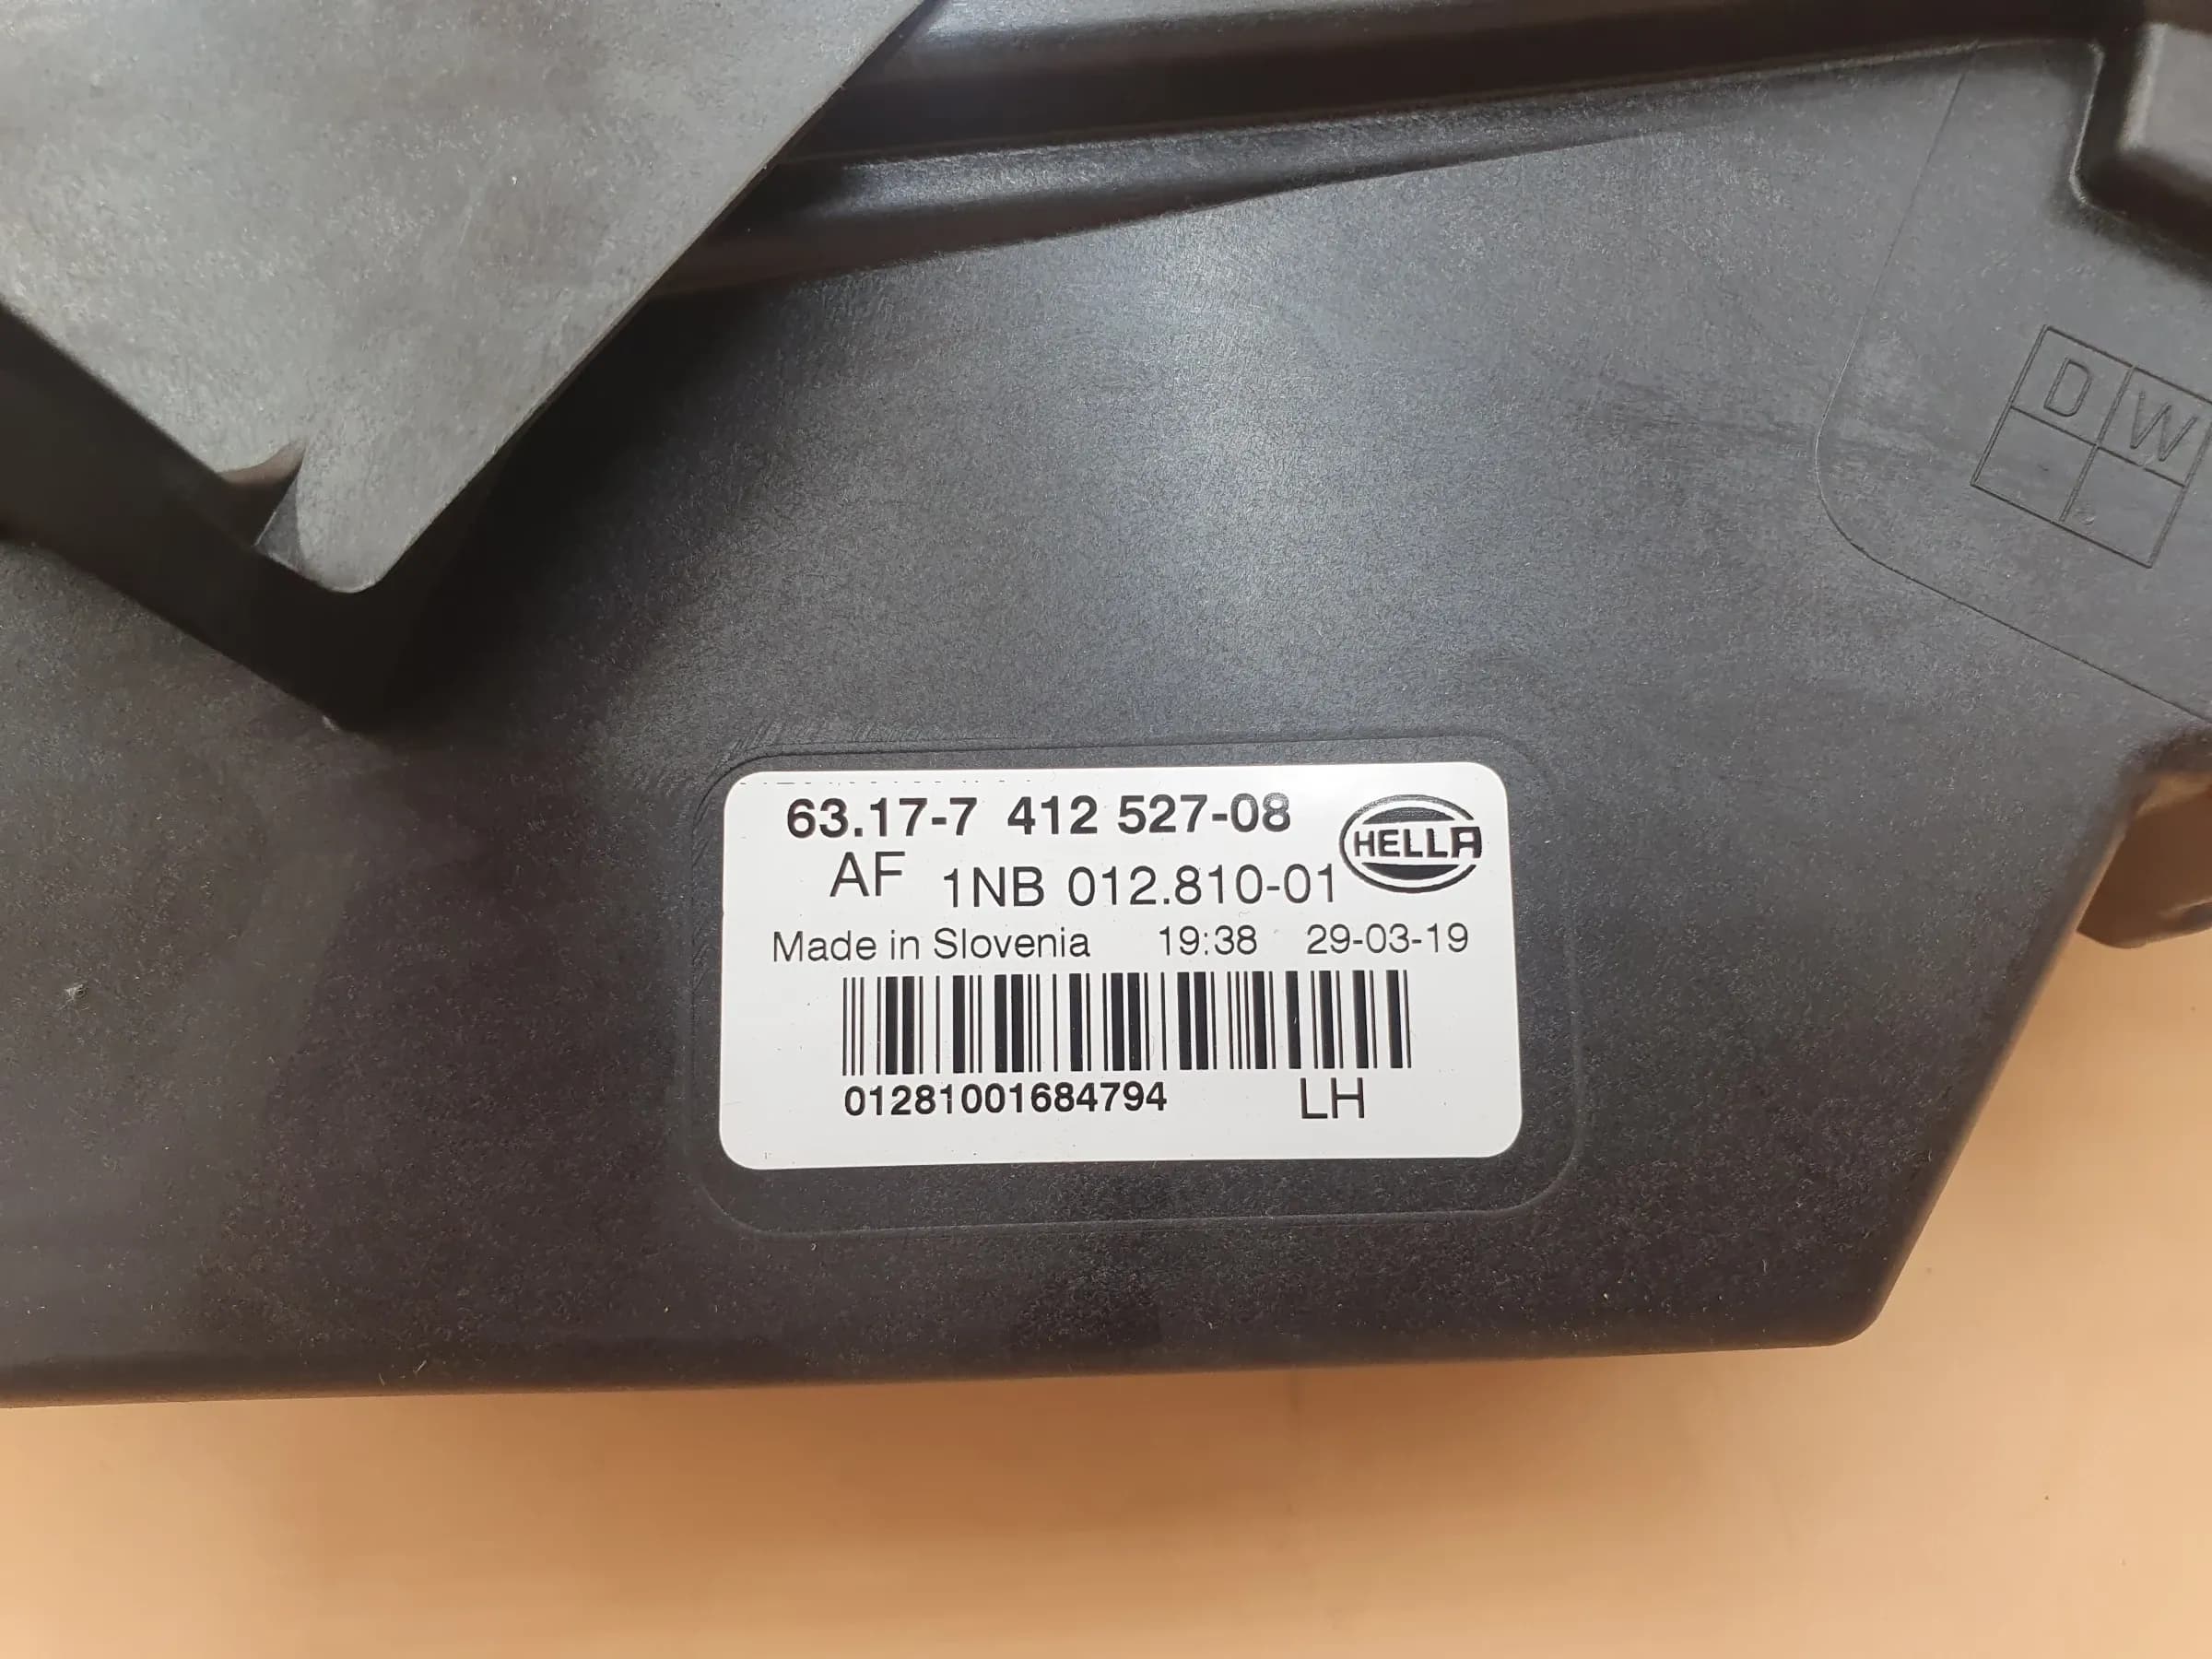 D W
63.17-7 412 527-08
HELLA
AF 1NB 012.810-01
Made in Slovenia 19:38 29-03-19
01281001684794 LH